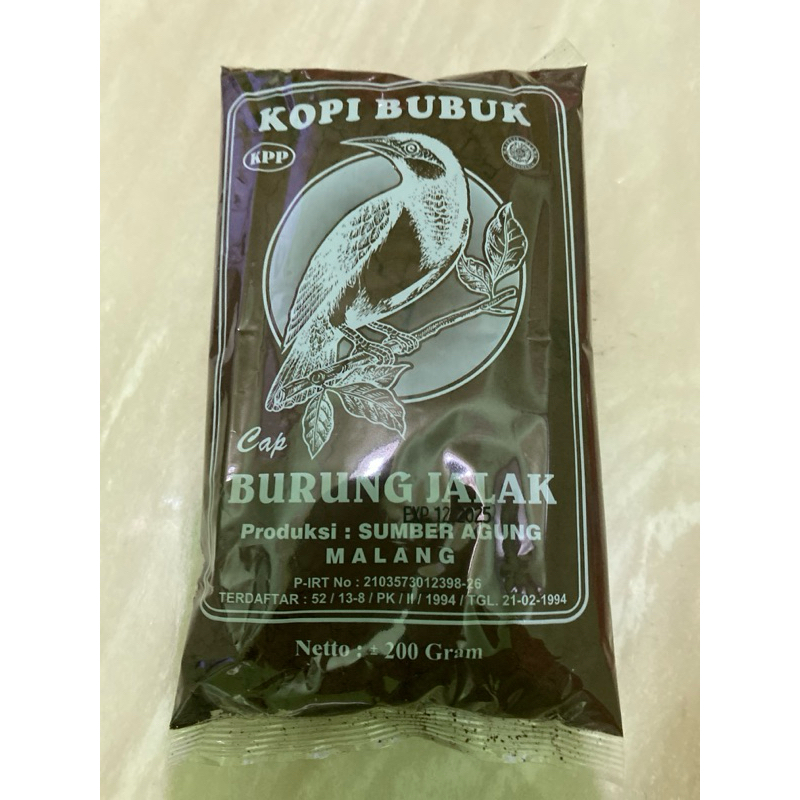 KOPI BUBUK
KPP
Cap
BURUNG JALAK
EXP 12 2025
Produksi : SUMBER AGUNG
MALANG
P-IRT No : 2103573012398-26
TERDAFTAR : 52 / 13-8 / PK / II / 1994 / TGL. 21-02-1994
Netto : ± 200 Gram